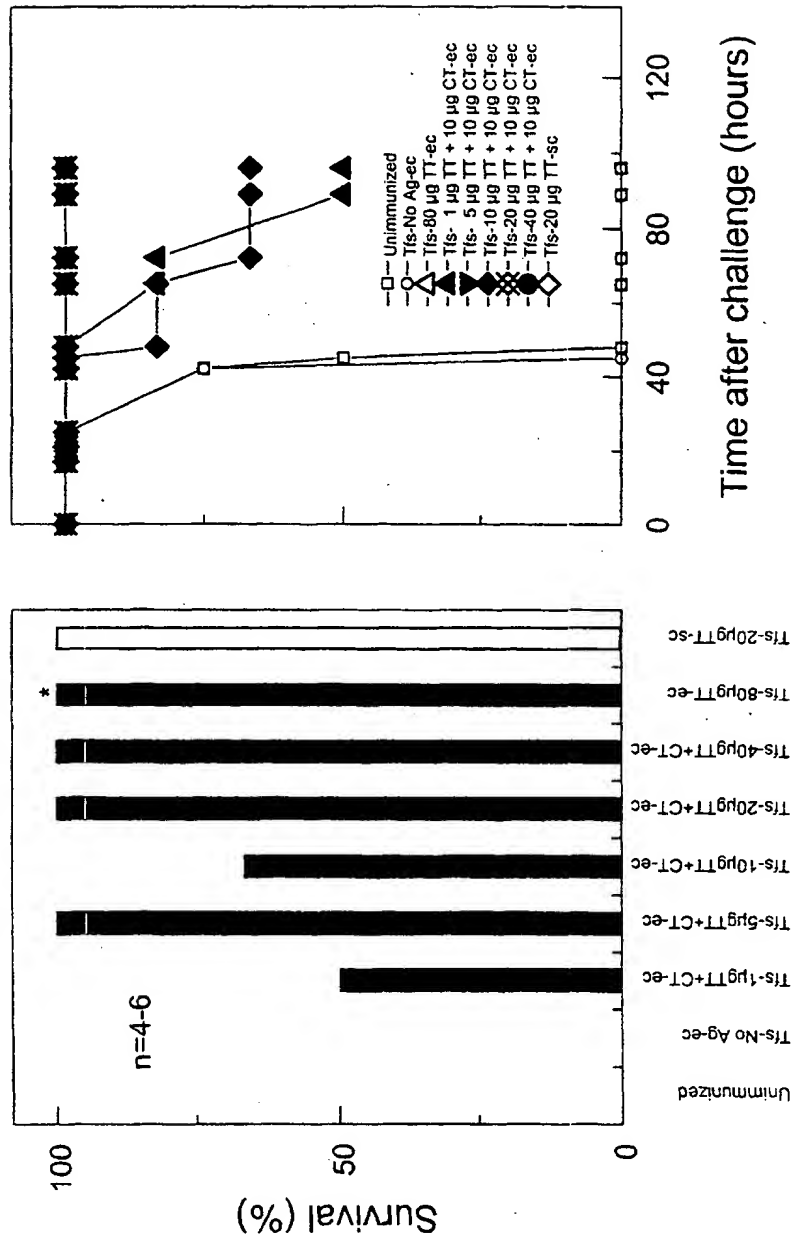 Survival (%)
100
50
0
n=4-6
*
Unimmunized
Tfs-No Ag-ec
Tfs-1µgTT+CT-ec
Tfs-5µgTT+CT-ec
Tfs-10µgTT+CT-ec
Tfs-20µgTT+CT-ec
Tfs-40µgTT+CT-ec
Tfs-80µgTT-ec
Tfs-20µgTT-sc
Unimmunized
Tfs-No Ag-ec
Tfs-80 µg TT-ec
Tfs- 1 µg TT + 10 µg CT-ec
Tfs- 5 µg TT + 10 µg CT-ec
Tfs-10 µg TT + 10 µg CT-ec
Tfs-20 µg TT + 10 µg CT-ec
Tfs-40 µg TT + 10 µg CT-ec
Tfs-20 µg TT-sc
0
40
80
120
Time after challenge (hours)